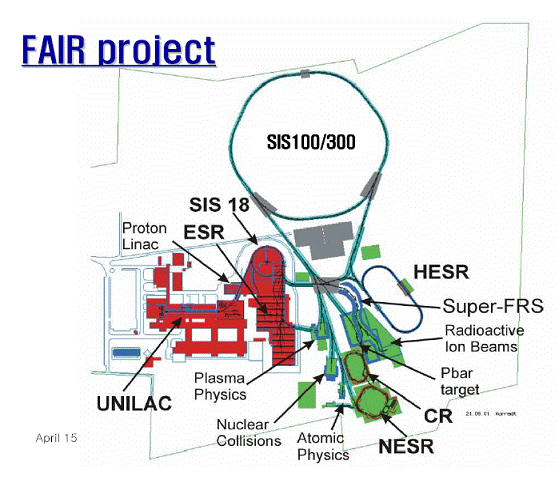 FAIR project
SIS100/300
SIS 18
Proton
Linac
ESR
HESR
Super-FRS
Radioactive
Ion Beams
Plasma
Physics
Pbar
target
UNILAC
CR
Nuclear
Collisions
Atomic
Physics
NESR
April 15